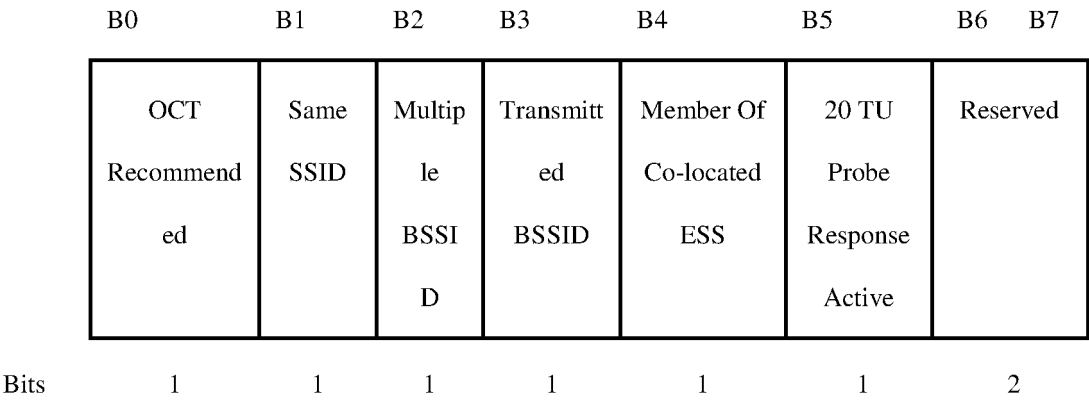 B0 B1 B2 B3 B4 B5 B6 B7
OCT Same Multip Transmitt Member Of 20 TU Reserved
Recommend SSID le ed Co-located Probe
ed BSSI BSSID ESS Response
D Active
Bits 1 1 1 1 1 1 2